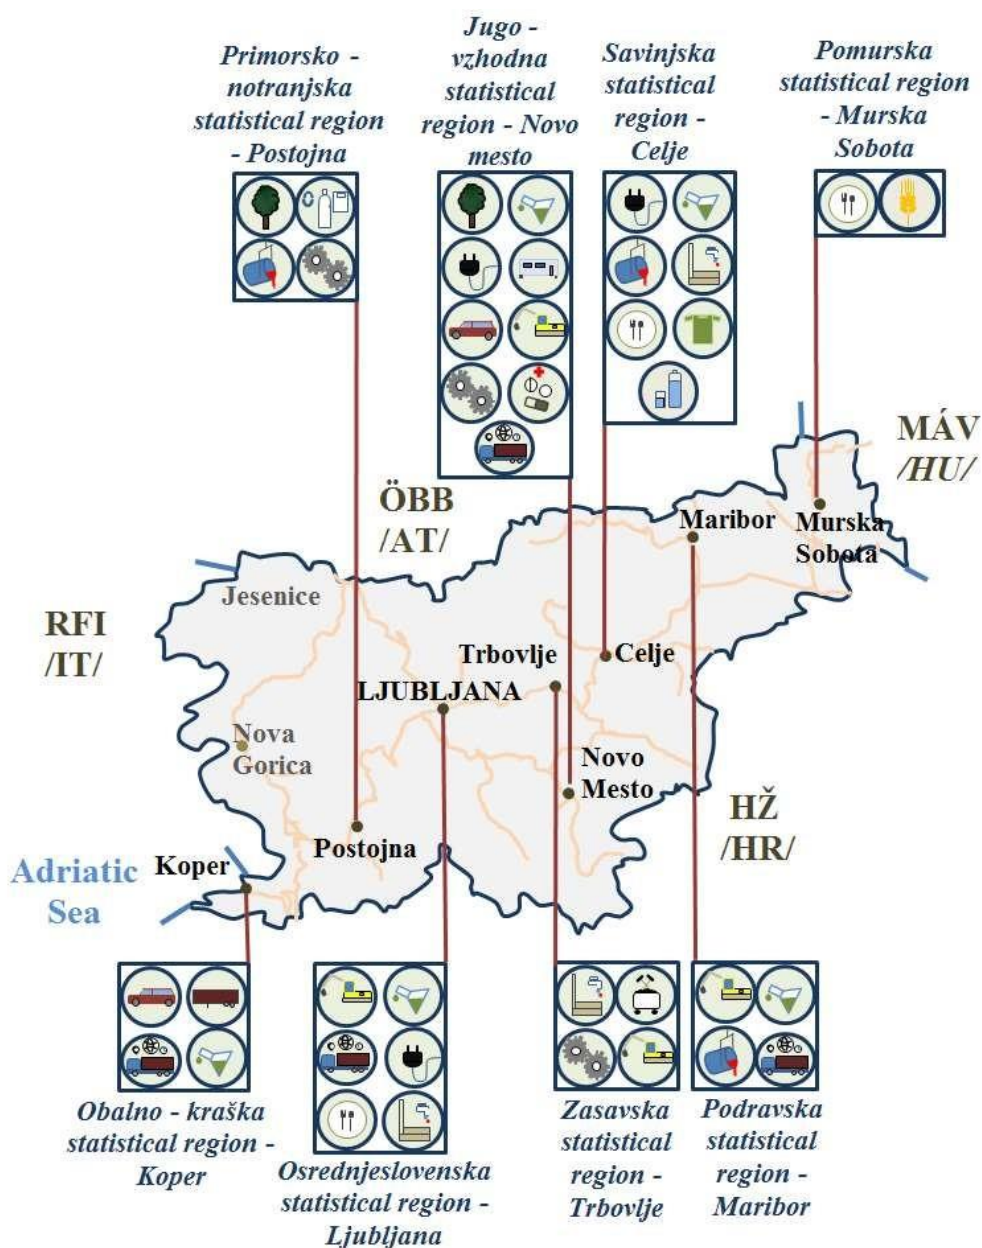 Primorsko -
notranjska
statistical region
- Postojna
Jugo -
vzhodna
statistical
region - Novo
mesto
Savinjska
statistical
region -
Celje
Pomurska
statistical region
- Murska
Sobota
MÁV
/HU/
ÖBB
/AT/
Maribor
Murska
Sobota
Jesenice
RFI
/IT/
Trbovlje
Celje
LJUBLJANA
Nova
Gorica
Novo
Mesto
HŽ
/HR/
Postojna
Koper
Adriatic
Sea
Obalno - kraška
statistical region -
Koper
Osrednjeslovenska
statistical region -
Ljubljana
Zasavska
statistical
region -
Trbovlje
Podravska
statistical
region -
Maribor